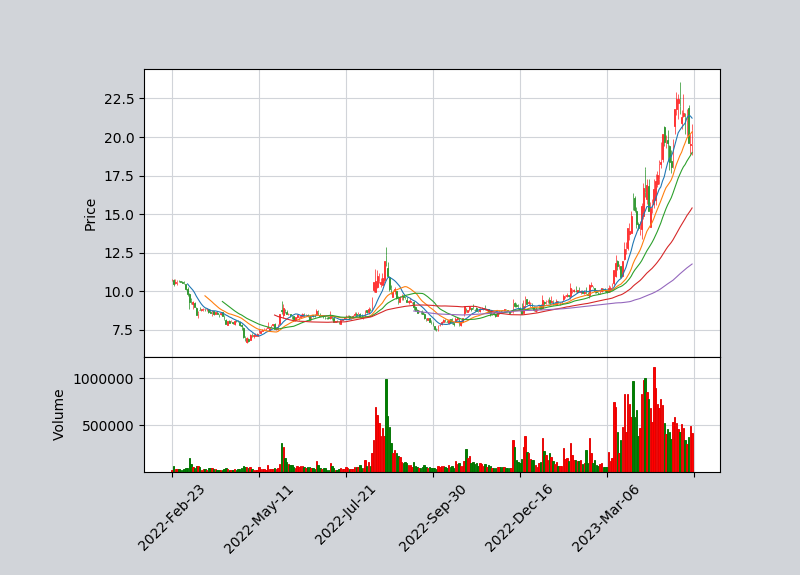 Price
22.5
20.0
17.5
15.0
12.5
10.0
7.5
Volume
1000000
500000
2022-Feb-23
2022-May-11
2022-Jul-21
2022-Sep-30
2022-Dec-16
2023-Mar-06